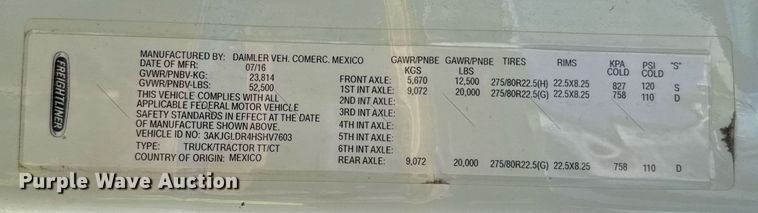 FREIGHTLINER
MANUFACTURED BY: DAIMLER VEH. COMERC. MEXICO
DATE OF MFR: 07/16
GVWR/PNBV-KG: 23,814
GVWR/PNBV-LBS: 52,500
THIS VEHICLE COMPLIES WITH ALL
APPLICABLE FEDERAL MOTOR VEHICLE
SAFETY STANDARDS IN EFFECT AT THE DATE
OF MANUFACTURE SHOWN ABOVE.
VEHICLE ID NO: 3AKJGLDR4HSHV7603
TYPE: TRUCK/TRACTOR TT/CT
COUNTRY OF ORIGIN: MEXICO
GAWR/PNBE GAWR/PNBE TIRES RIMS KPA PSI "S"
KGS LBS COLD COLD
FRONT AXLE: 5,670 12,500 275/80R22.5(H) 22.5X8.25 827 120 S
1ST INT AXLE: 9,072 20,000 275/80R22.5(G) 22.5X8.25 758 110 D
2ND INT AXLE:
3RD INT AXLE:
4TH INT AXLE:
5TH INT AXLE:
6TH INT AXLE:
REAR AXLE: 9,072 20,000 275/80R22.5(G) 22.5X8.25 758 110 D
Purple Wave Auction